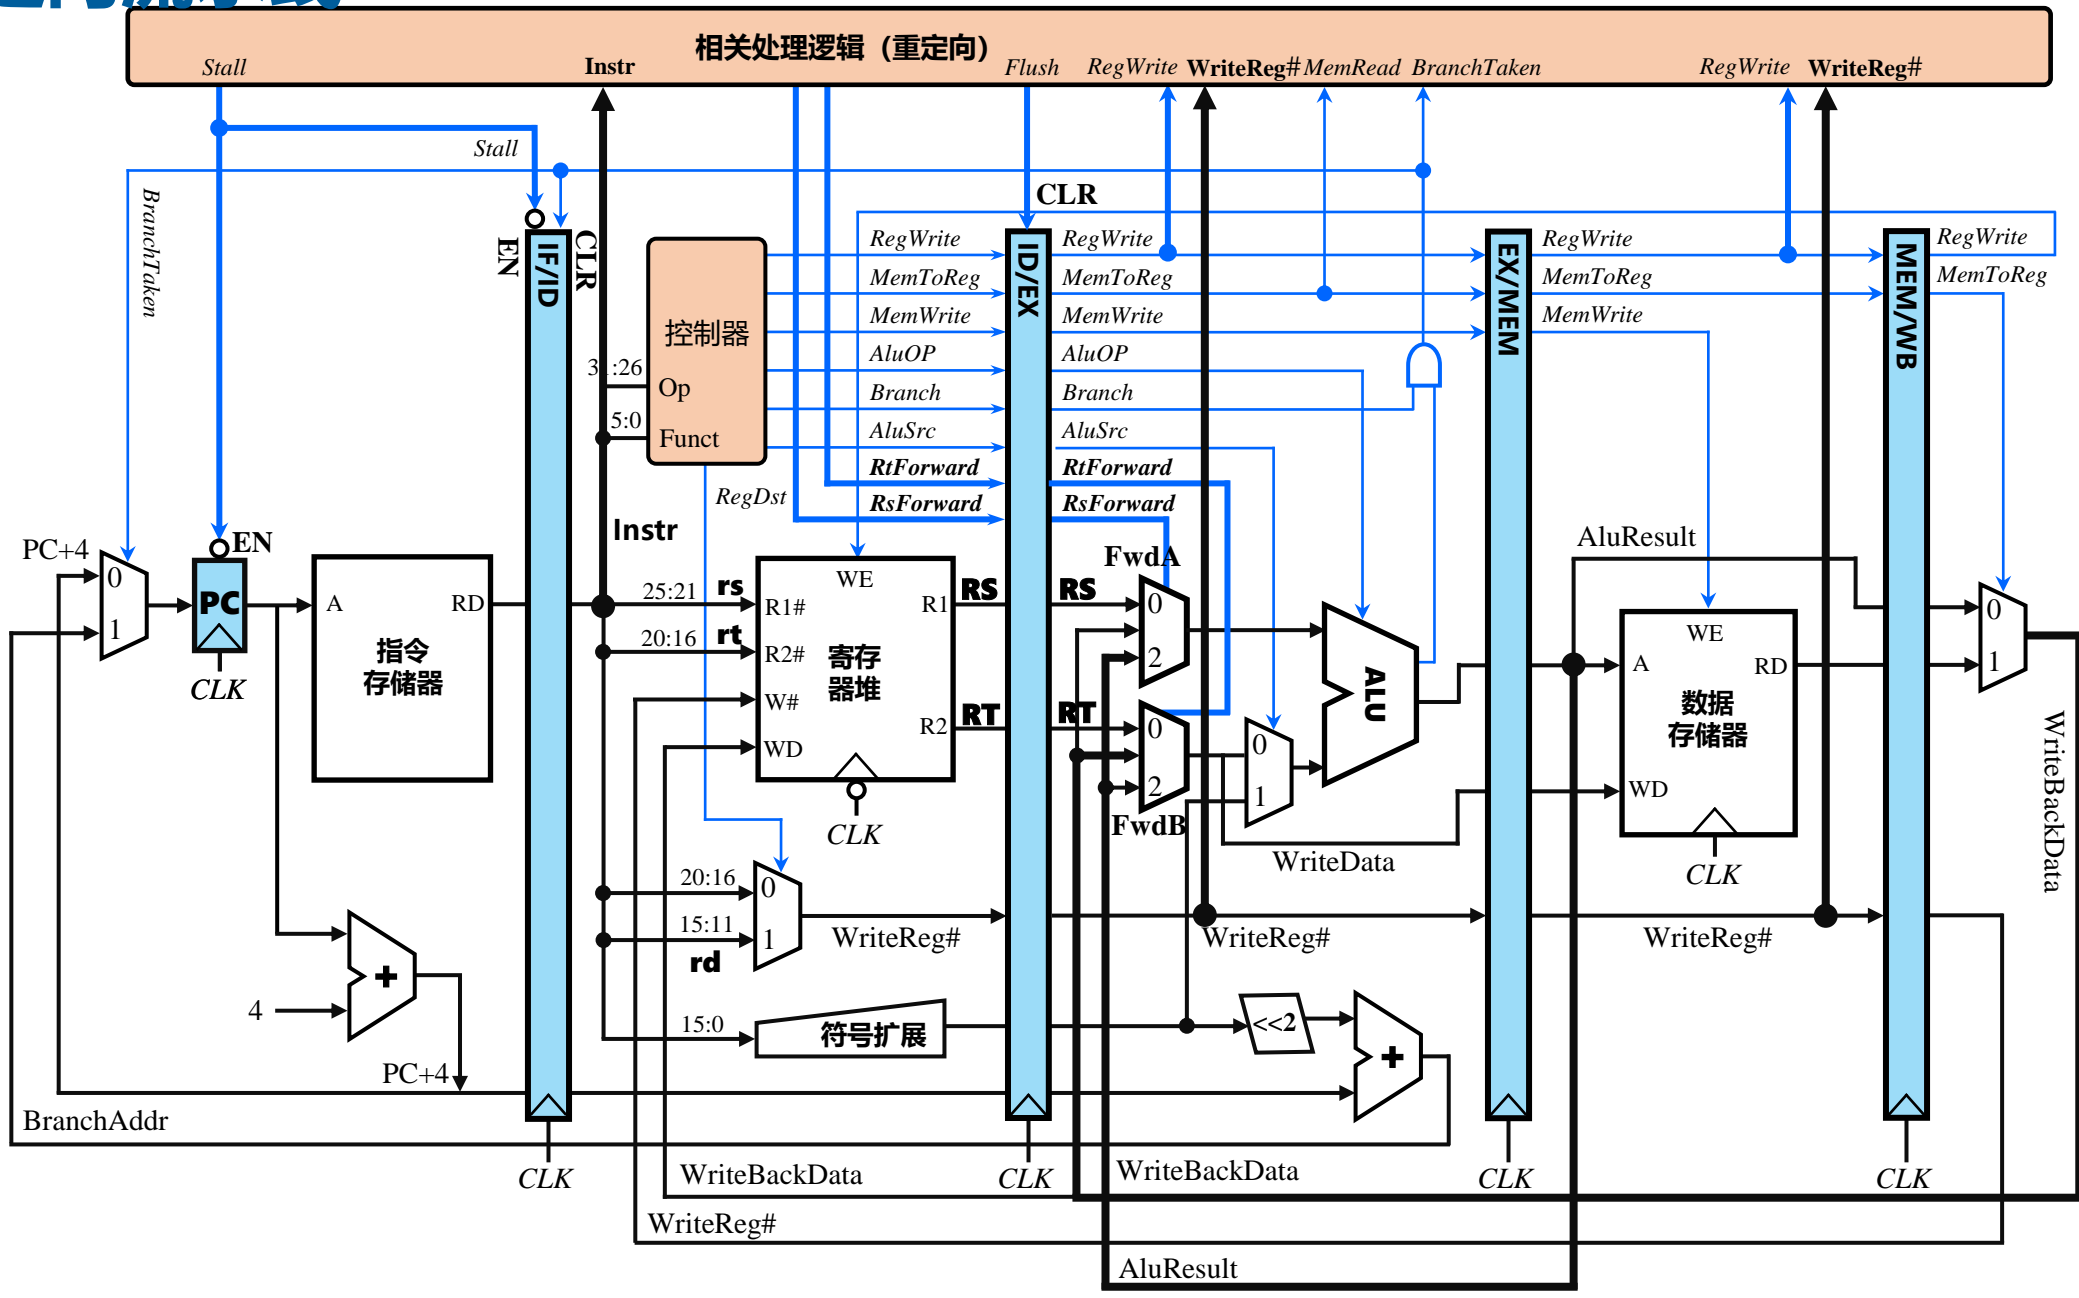 相关处理逻辑（重定向）
Stall
Instr
Flush
RegWrite
WriteReg#
MemRead
BranchTaken
RegWrite
WriteReg#
Stall
BranchTaken
CLR
EN
IF/ID
CLR
ID/EX
EX/MEM
MEM/WB
RegWrite
RegWrite
RegWrite
RegWrite
MemToReg
MemToReg
MemToReg
MemToReg
控制器
MemWrite
MemWrite
MemWrite
AluOP
AluOP
31:26
Op
Branch
Branch
5:0
Funct
AluSrc
AluSrc
RtForward
RtForward
RegDst
RsForward
RsForward
Instr
PC+4
EN
FwdA
AluResult
0
1
PC
CLK
A
RD
指令
存储器
25:21
rs
R1#
WE
R1
RS
RS
0
2
20:16
rt
R2#
寄存
器堆
W#
WD
R2
RT
RT
0
2
CLK
FwdB
0
1
ALU
WE
A
RD
数据
存储器
WD
CLK
0
1
WriteBackData
WriteData
20:16
0
15:11
1
rd
WriteReg#
WriteReg#
WriteReg#
+
4
15:0
符号扩展
<<2
+
PC+4
BranchAddr
CLK
WriteBackData
CLK
WriteBackData
CLK
CLK
WriteReg#
AluResult